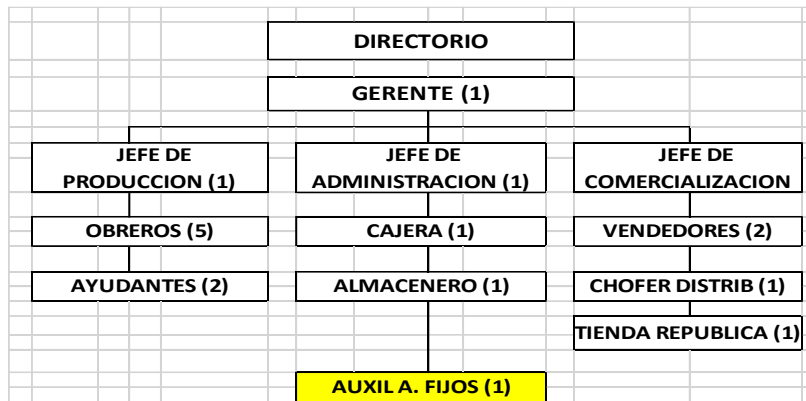 DIRECTORIO
GERENTE (1)
JEFE DE
PRODUCCION (1)
JEFE DE
ADMINISTRACION (1)
JEFE DE
COMERCIALIZACION
OBREROS (5)
CAJERA (1)
VENDEDORES (2)
AYUDANTES (2)
ALMACENERO (1)
CHOFER DISTRIB (1)
TIENDA REPUBLICA (1)
AUXIL A. FIJOS (1)